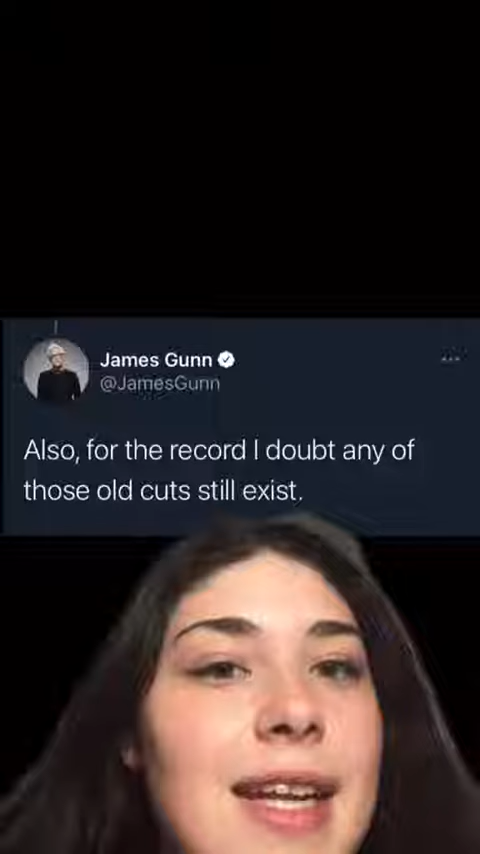 James Gunn
@JamesGunn
Also, for the record I doubt any of
those old cuts still exist.